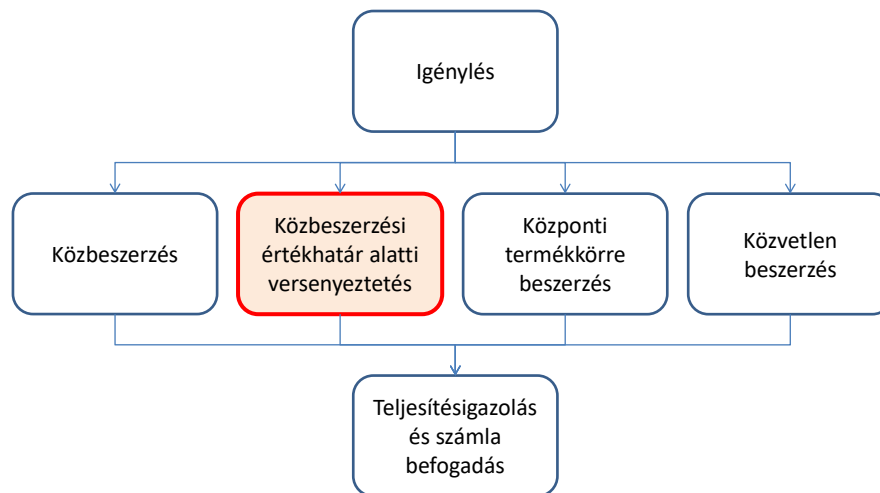 Igénylés
Közbeszerzés
Közbeszerzési
értékhatár alatti
versenyeztetés
Központi
termékkörre
beszerzés
Közvetlen
beszerzés
Teljesítésigazolás
és számla
befogadás